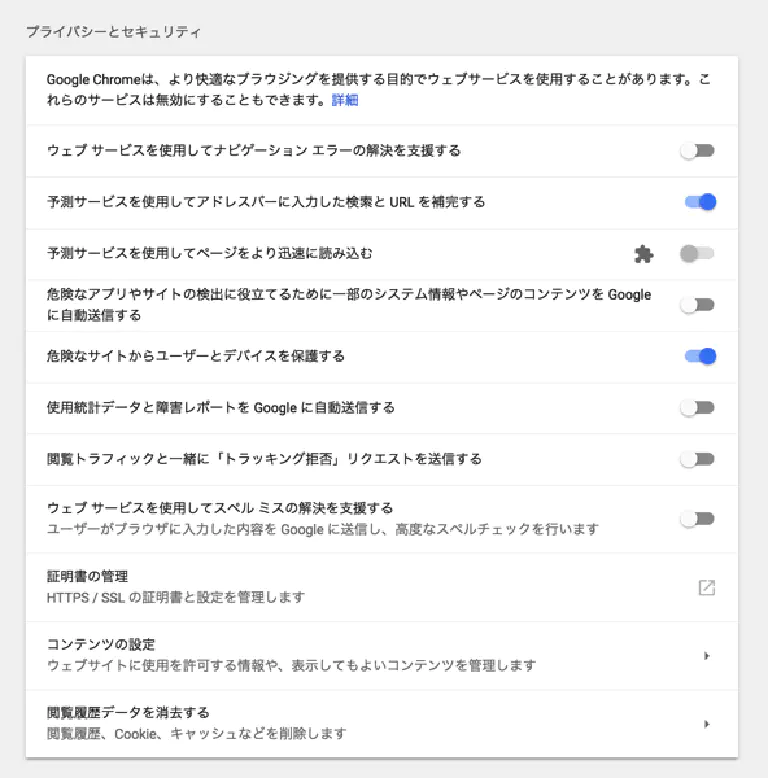 プライバシーとセキュリティ
Google Chromeは、より快適なブラウジングを提供する目的でウェブサービスを使用することがあります。こ
れらのサービスは無効にすることもできます。詳細
ウェブ サービスを使用してナビゲーション エラーの解決を支援する
予測サービスを使用してアドレスバーに入力した検索と URL を補完する
予測サービスを使用してページをより迅速に読み込む
危険なアプリやサイトの検出に役立てるために一部のシステム情報やページのコンテンツを Google
に自動送信する
危険なサイトからユーザーとデバイスを保護する
使用統計データと障害レポートを Google に自動送信する
閲覧トラフィックと一緒に「トラッキング拒否」リクエストを送信する
ウェブ サービスを使用してスペル ミスの解決を支援する
ユーザーがブラウザに入力した内容を Google に送信し、高度なスペルチェックを行います
証明書の管理
HTTPS / SSL の証明書と設定を管理します
コンテンツの設定
ウェブサイトに使用を許可する情報や、表示してもよいコンテンツを管理します
閲覧履歴データを消去する
閲覧履歴、Cookie、キャッシュなどを削除します